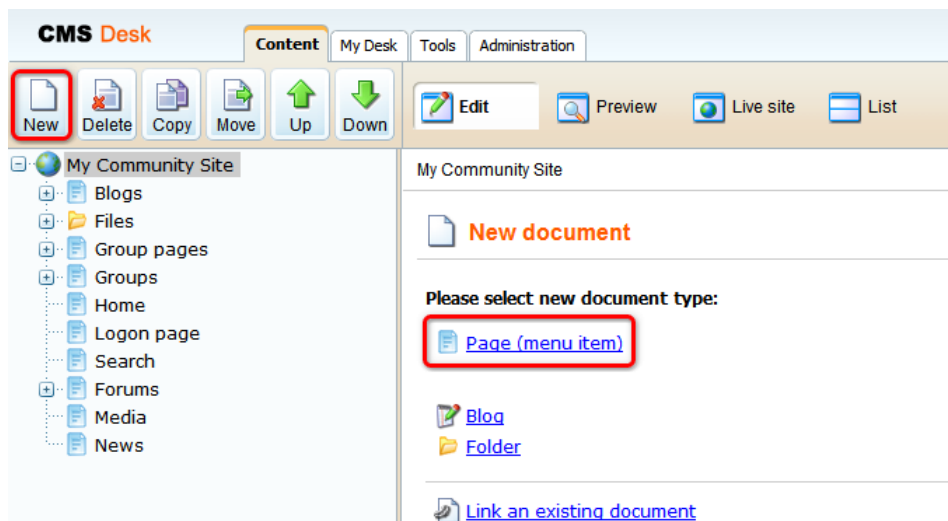 CMS Desk
Content My Desk Tools Administration
New Delete Copy Move Up Down
Edit Preview Live site List
My Community Site
Blogs
Files
Group pages
Groups
Home
Logon page
Search
Forums
Media
News
My Community Site
New document
Please select new document type:
Page (menu item)
Blog
Folder
Link an existing document